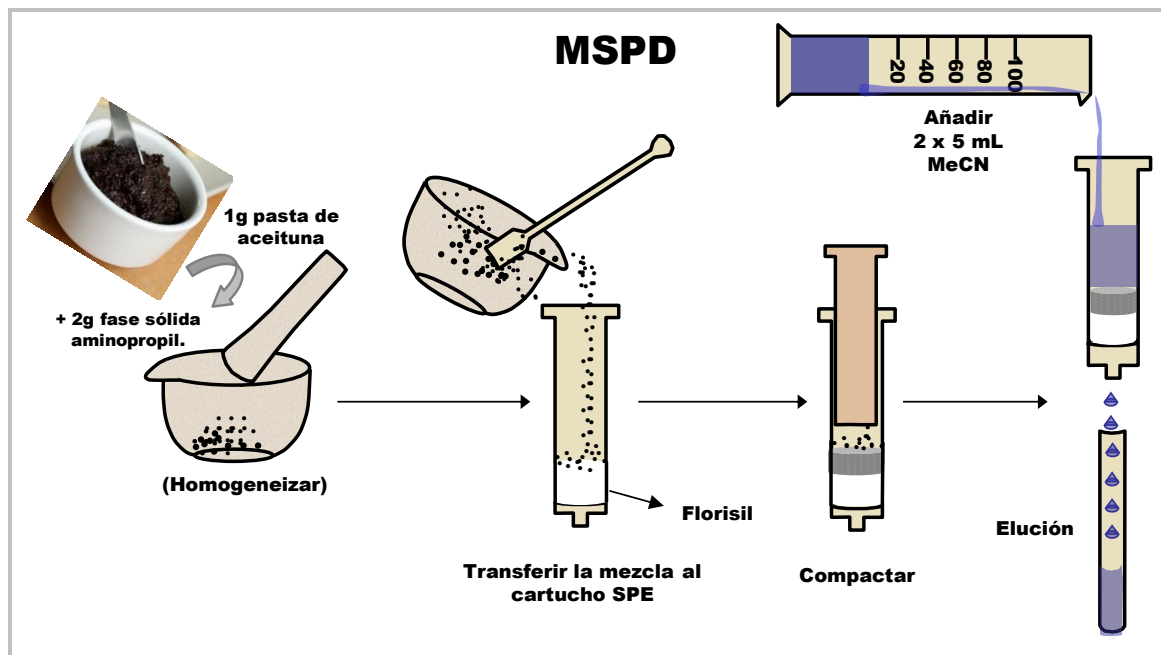 MSPD
1g pasta de
aceituna
+ 2g fase sólida
aminopropil.
(Homogeneizar)
Florisil
Transferir la mezcla al
cartucho SPE
Compactar
20
40
60
80
100
Añadir
2 x 5 mL
MeCN
Elución